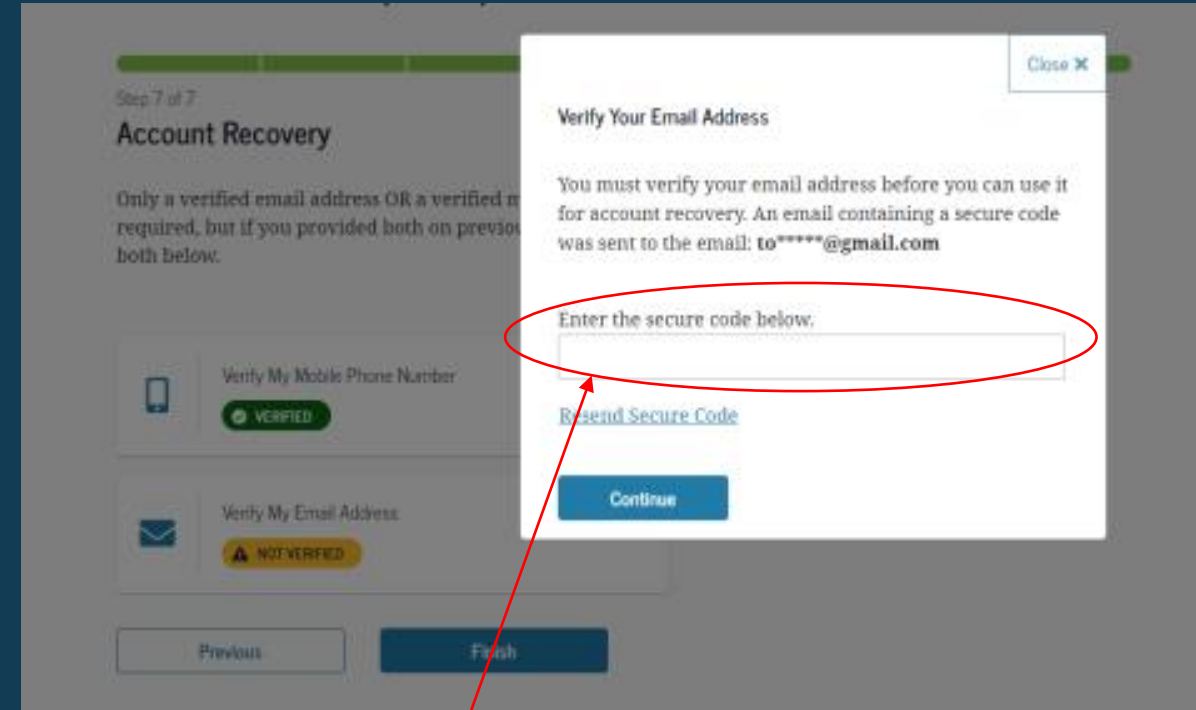 Step 7 of 7
Account Recovery
Only a verified email address OR a verified m
required, but if you provided both on previou
both below.
Verify My Mobile Phone Number
VERIFIED
Verify My Email Address
NOT VERIFIED
Previous
Finish
Close ✖
Verify Your Email Address
You must verify your email address before you can use it
for account recovery. An email containing a secure code
was sent to the email: to*****@gmail.com
Enter the secure code below.
Resend Secure Code
Continue